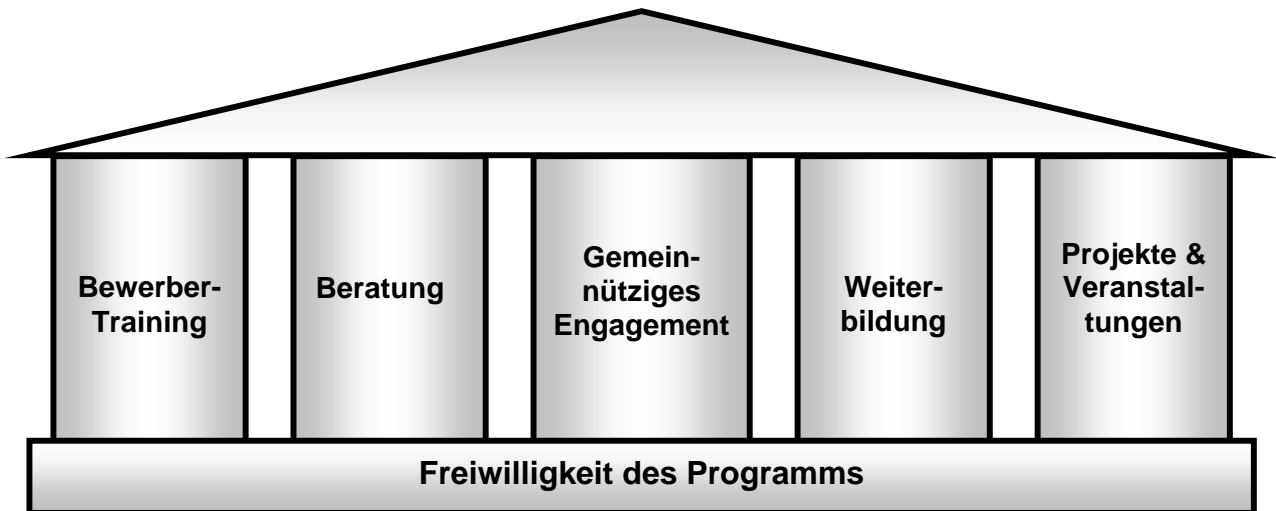 Bewerber-
Training
Beratung
Gemein-
nütziges
Engagement
Weiter-
bildung
Projekte &
Veranstal-
tungen
Freiwilligkeit des Programms